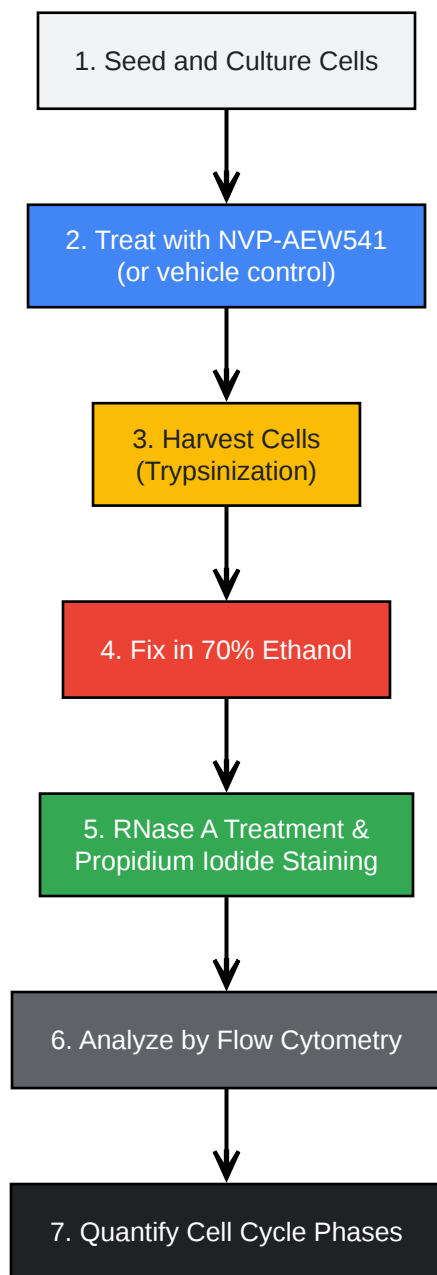 1. Seed and Culture Cells
2. Treat with NVP-AEW541
(or vehicle control)
3. Harvest Cells
(Trypsinization)
4. Fix in 70% Ethanol
5. RNase A Treatment &
Propidium Iodide Staining
6. Analyze by Flow Cytometry
7. Quantify Cell Cycle Phases